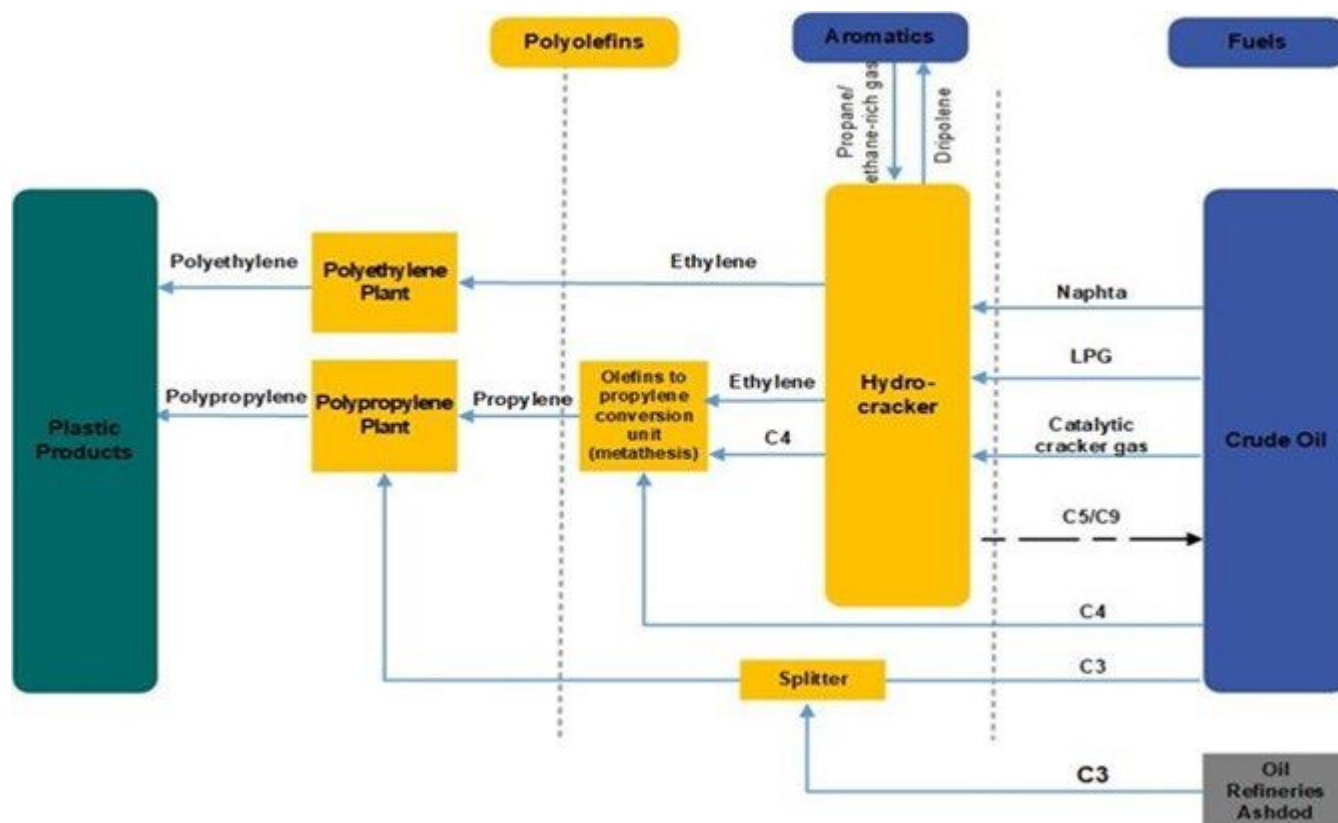 Polyolefins
Aromatics
Fuels
Propane/
ethane-rich gas
Dripolene
Polyethylene
Polyethylene
Plant
Ethylene
Naphta
LPG
Polypropylene
Polypropylene
Plant
Propylene
Olefins to
propylene
conversion
unit
(metathesis)
Ethylene
C4
Hydro-
cracker
Catalytic
cracker gas
Plastic
Products
Crude Oil
C5/C9
C4
Splitter
C3
C3
Oil
Refineries
Ashdod